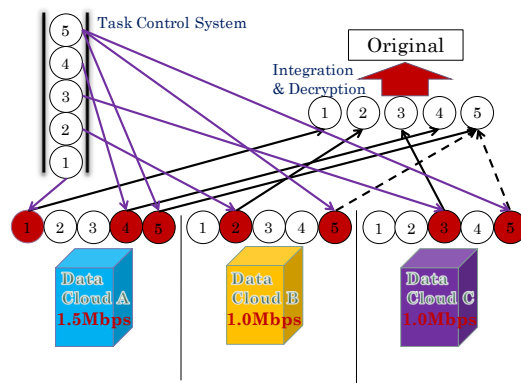 Task Control System
5
4
3
2
1
Original
Integration
& Decryption
1 2 3 4 5
1 2 3 4 5
1 2 3 4 5
1 2 3 4 5
Data
Cloud A
1.5Mbps
Data
Cloud B
1.0Mbps
Data
Cloud C
1.0Mbps